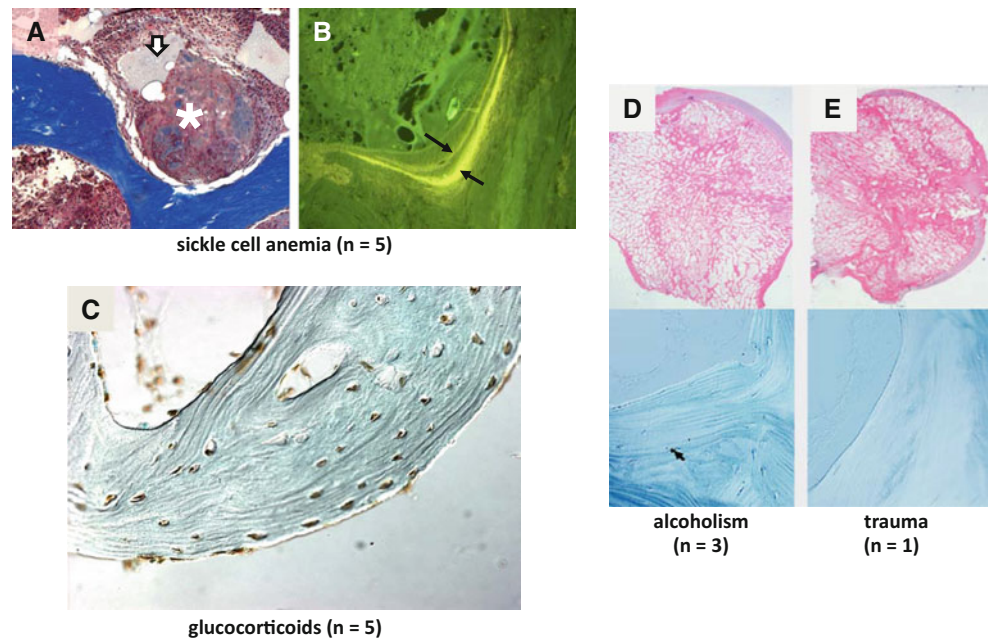 A
B
sickle cell anemia (n = 5)
C
glucocorticoids (n = 5)
D
E
alcoholism
(n = 3)
trauma
(n = 1)